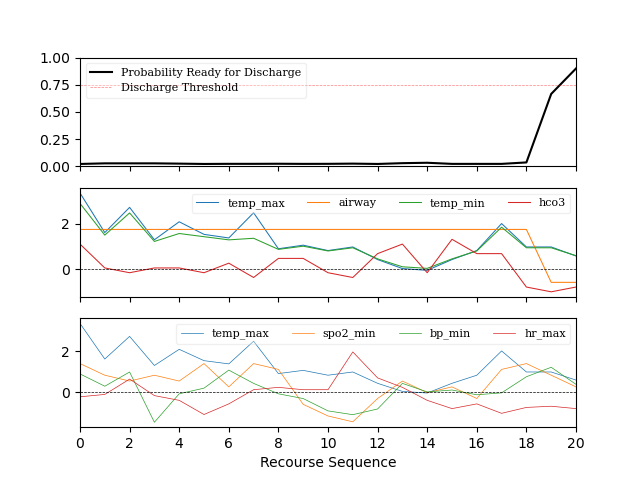 1.00
0.75
0.50
0.25
0.00
Probability Ready for Discharge
Discharge Threshold
2
0
temp_max airway temp_min hco3
2
0
temp_max spo2_min bp_min hr_max
0 2 4 6 8 10 12 14 16 18 20
Recourse Sequence